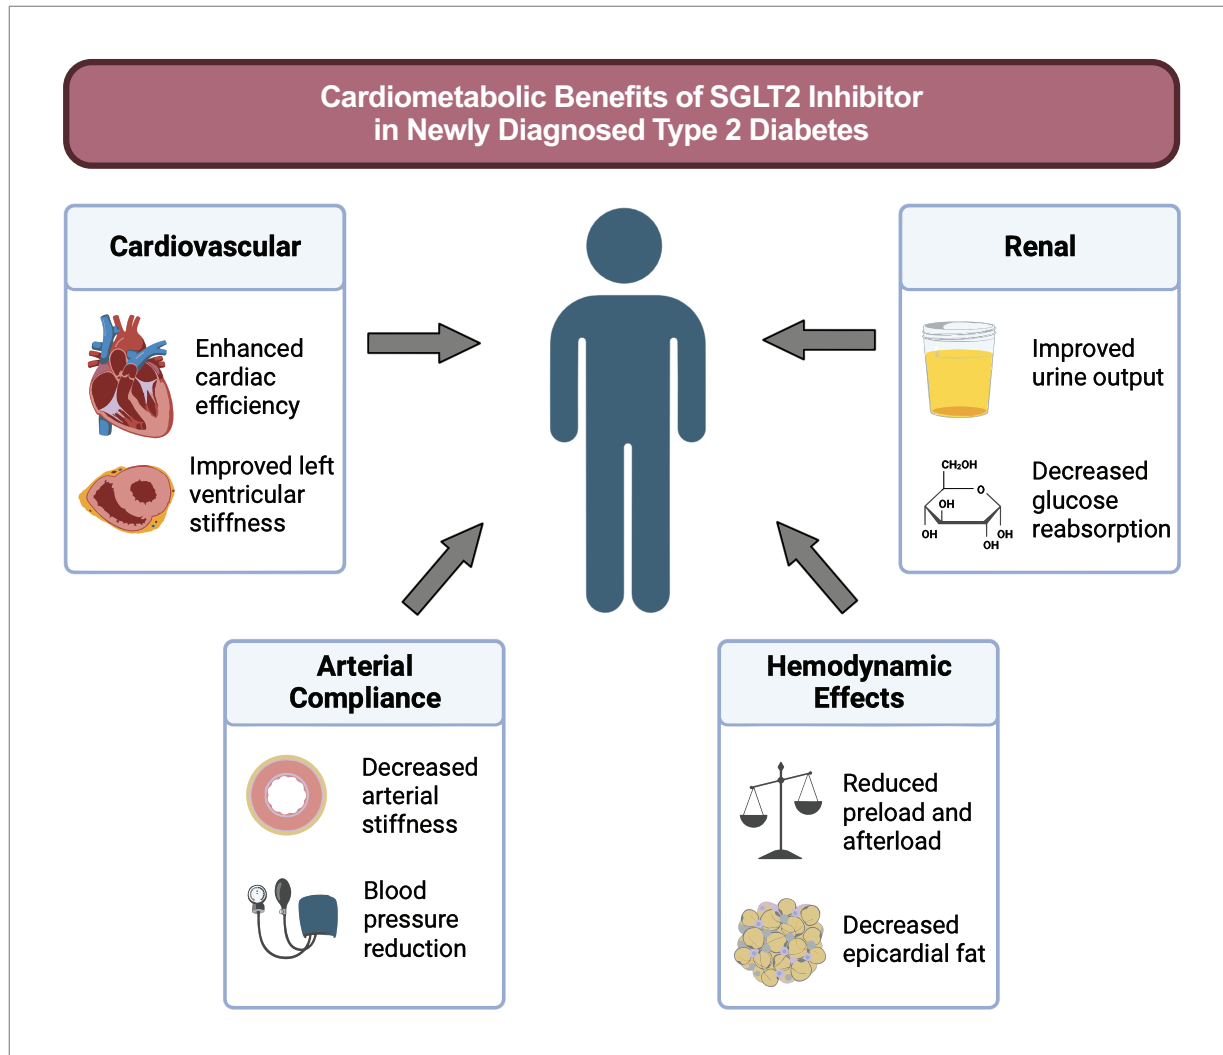 Cardiometabolic Benefits of SGLT2 Inhibitor
in Newly Diagnosed Type 2 Diabetes
Cardiovascular
Enhanced
cardiac
efficiency
Improved left
ventricular
stiffness
Renal
Improved
urine output
CH₂OH
O
OH
OH
OH
OH
Decreased
glucose
reabsorption
Arterial
Compliance
Decreased
arterial
stiffness
Blood
pressure
reduction
Hemodynamic
Effects
Reduced
preload and
afterload
Decreased
epicardial fat